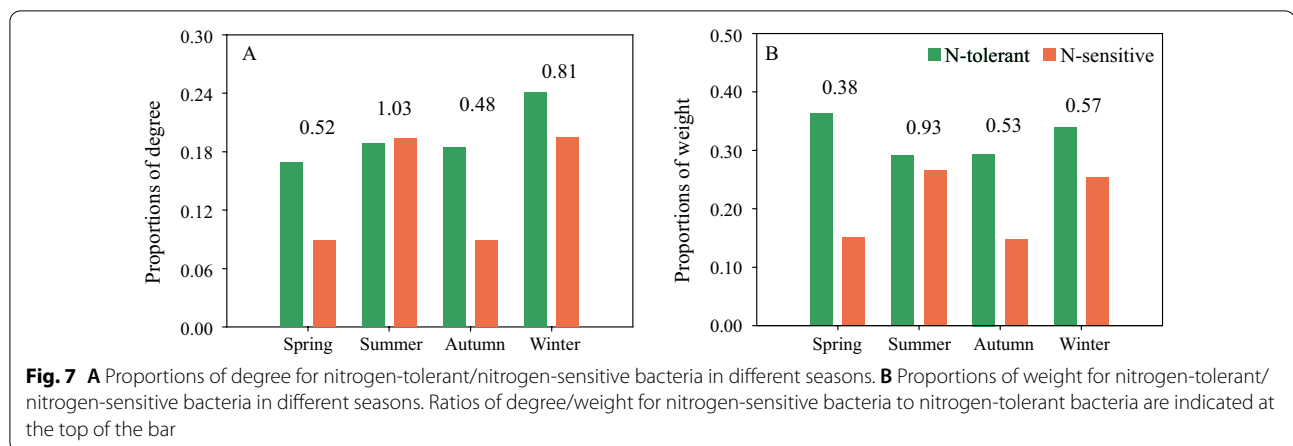 A
Proportions of degree
0.30
0.24
0.18
0.12
0.06
0.00
0.52
1.03
0.48
0.81
Spring Summer Autumn Winter
B
N-tolerant N-sensitive
Proportions of weight
0.50
0.40
0.30
0.20
0.10
0.00
0.38
0.93
0.53
0.57
Spring Summer Autumn Winter
Fig. 7 A Proportions of degree for nitrogen-tolerant/nitrogen-sensitive bacteria in different seasons. B Proportions of weight for nitrogen-tolerant/
nitrogen-sensitive bacteria in different seasons. Ratios of degree/weight for nitrogen-sensitive bacteria to nitrogen-tolerant bacteria are indicated at
the top of the bar